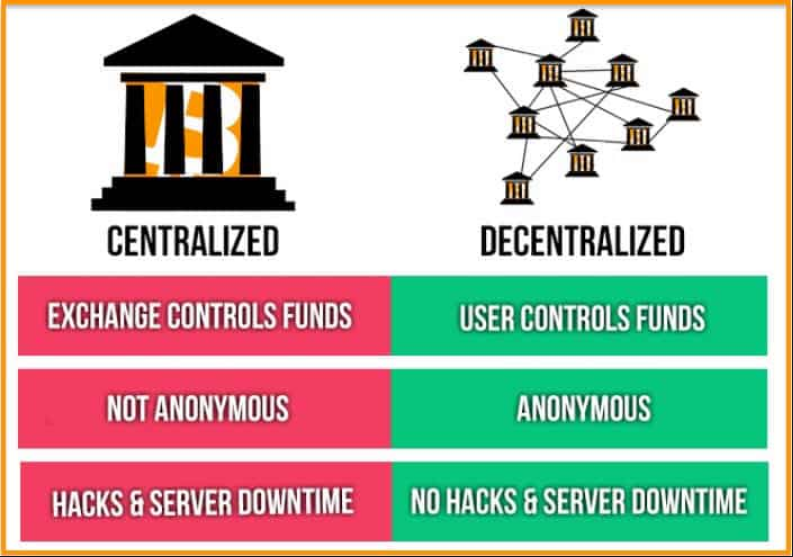 CENTRALIZED
DECENTRALIZED
EXCHANGE CONTROLS FUNDS
USER CONTROLS FUNDS
NOT ANONYMOUS
ANONYMOUS
HACKS & SERVER DOWNTIME
NO HACKS & SERVER DOWNTIME